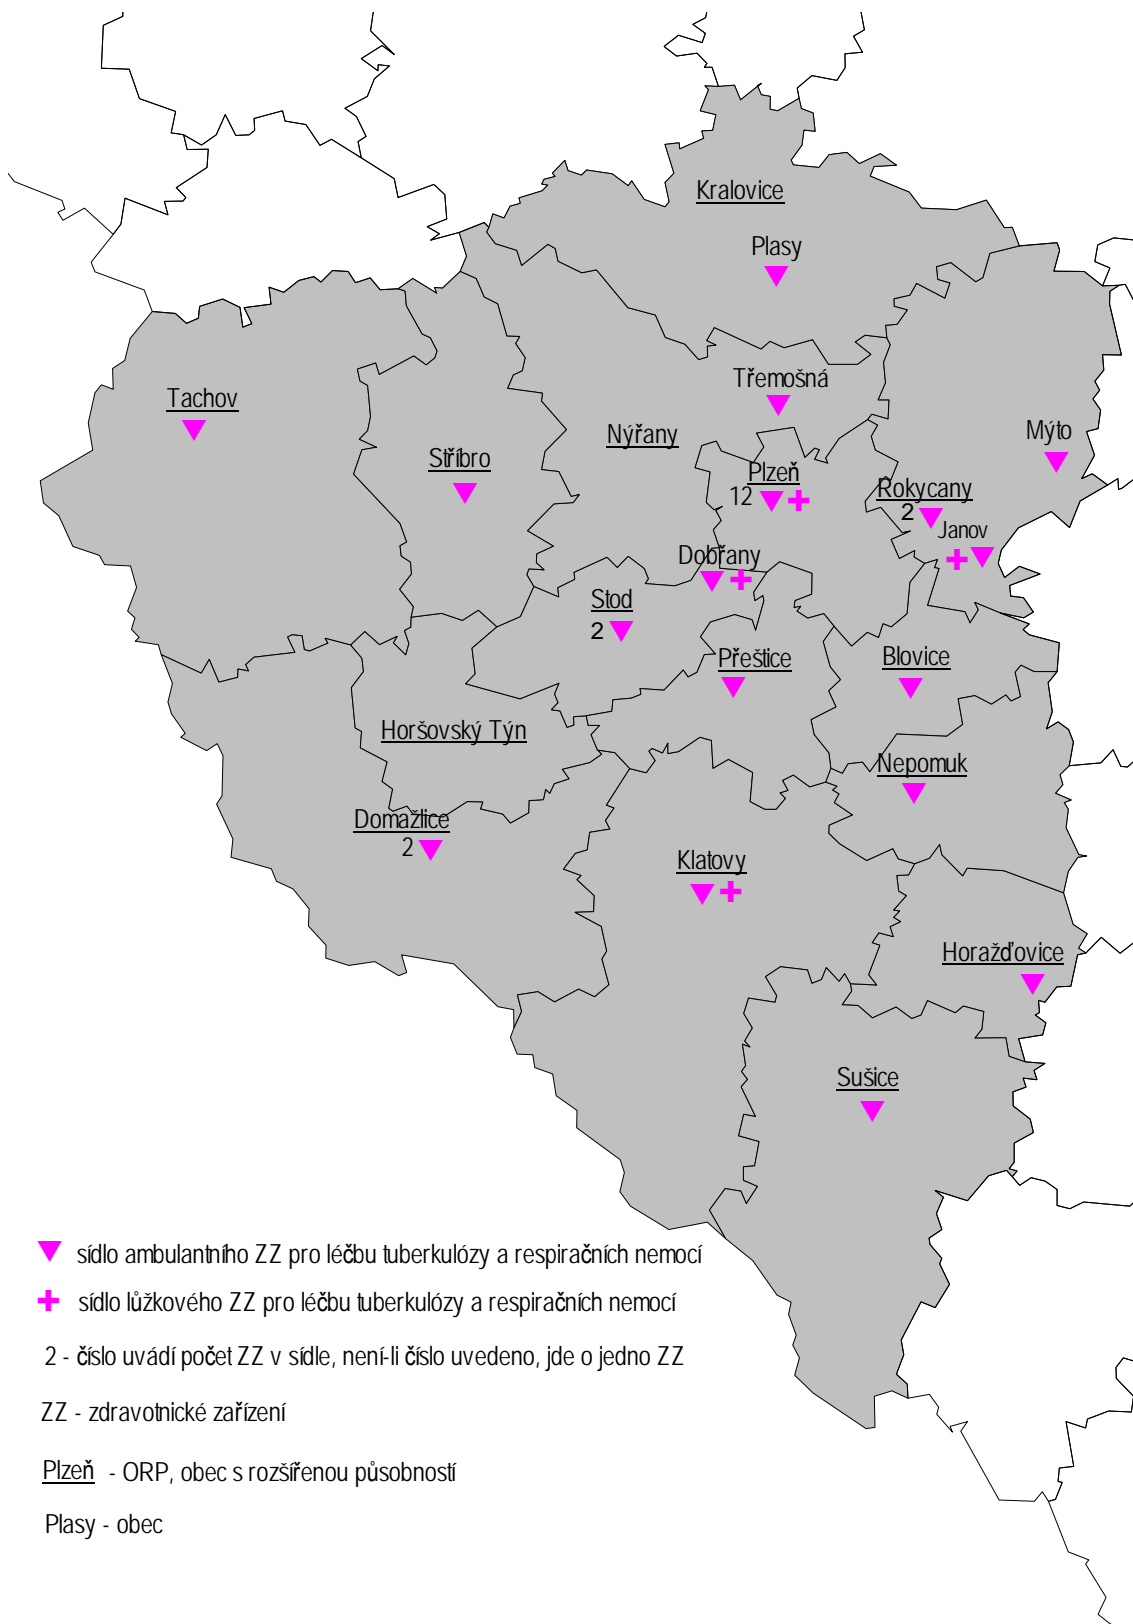 Kralovice
Plasy
Třemošná
Tachov
Nýřany
Mýto
Stříbro
Plzeň
12
Rokycany
2
Janov
Dobřany
Stod
2
Přeštice
Blovice
Horšovský Týn
Nepomuk
Domažlice
2
Klatovy
Horažďovice
Sušice
sídlo ambulantního ZZ pro léčbu tuberkulózy a respiračních nemocí
sídlo lůžkového ZZ pro léčbu tuberkulózy a respiračních nemocí
2 - číslo uvádí počet ZZ v sídle, není-li číslo uvedeno, jde o jedno ZZ
ZZ - zdravotnické zařízení
Plzeň - ORP, obec s rozšířenou působností
Plasy - obec